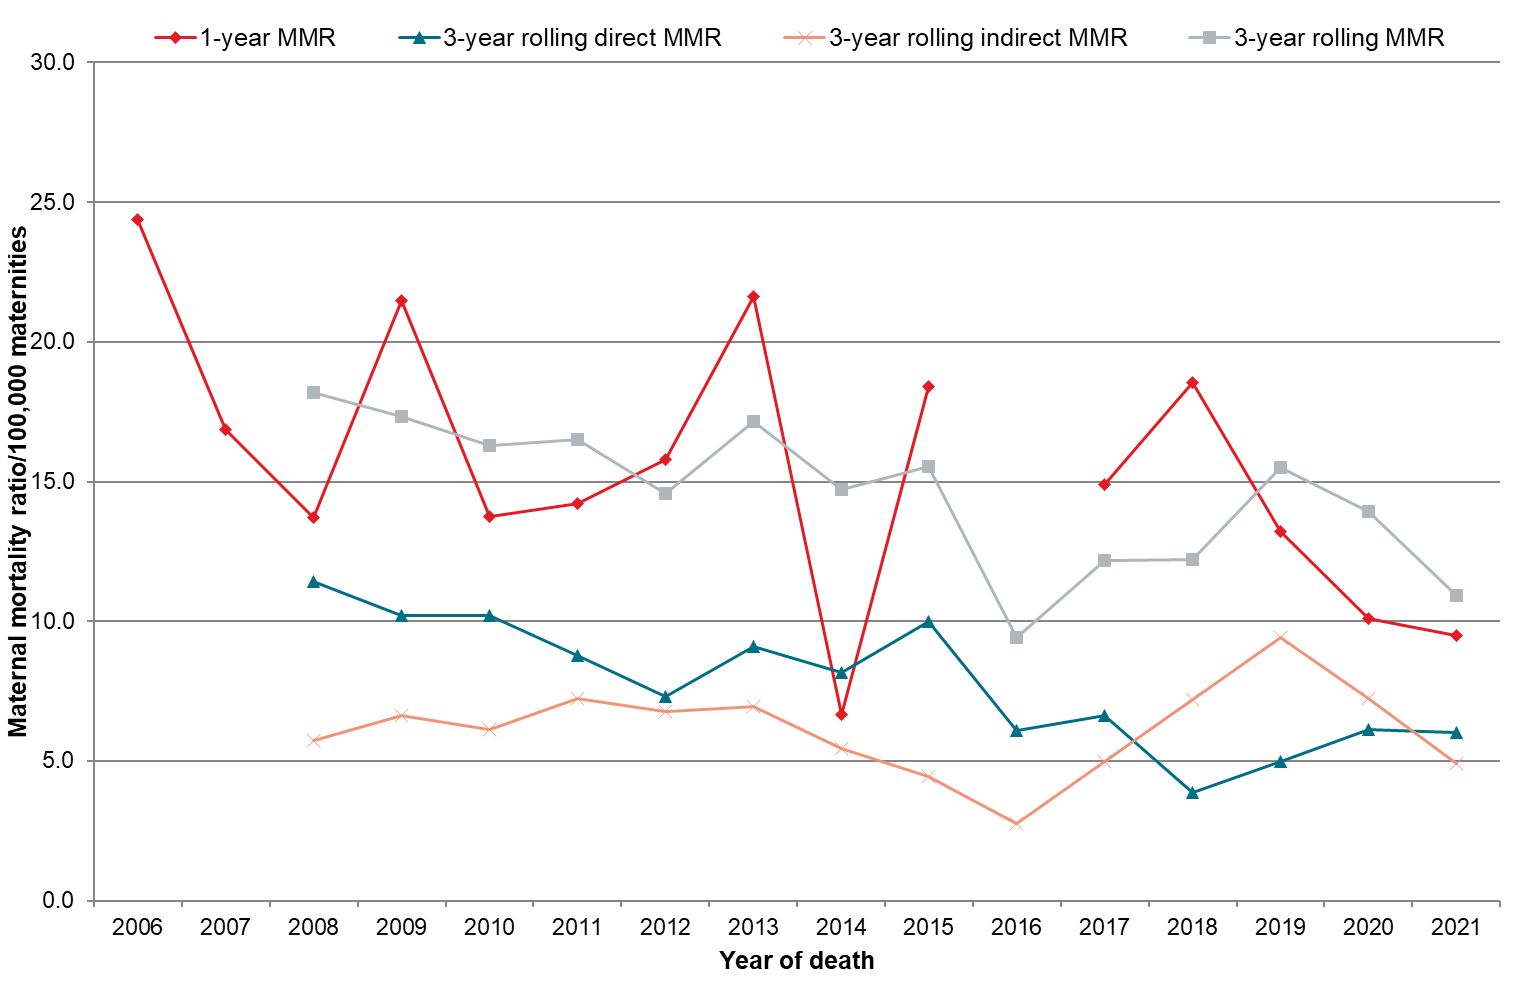 1-year MMR 3-year rolling direct MMR 3-year rolling indirect MMR 3-year rolling MMR
Maternal mortality ratio/100,000 maternities
30.0
25.0
20.0
15.0
10.0
5.0
0.0
2006 2007 2008 2009 2010 2011 2012 2013 2014 2015 2016 2017 2018 2019 2020 2021
Year of death